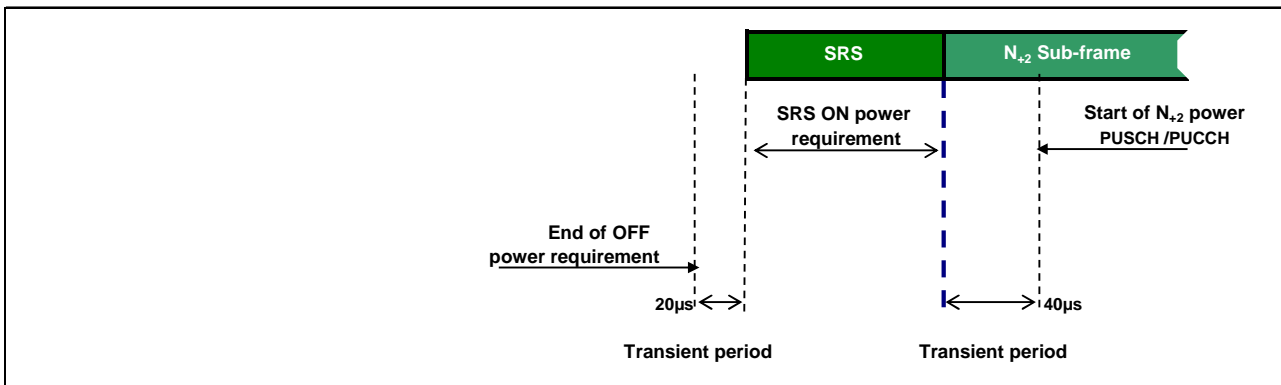 SRS
N+2 Sub-frame
SRS ON power
requirement
Start of N+2 power
PUSCH /PUCCH
End of OFF
power requirement
20µs
40µs
Transient period
Transient period